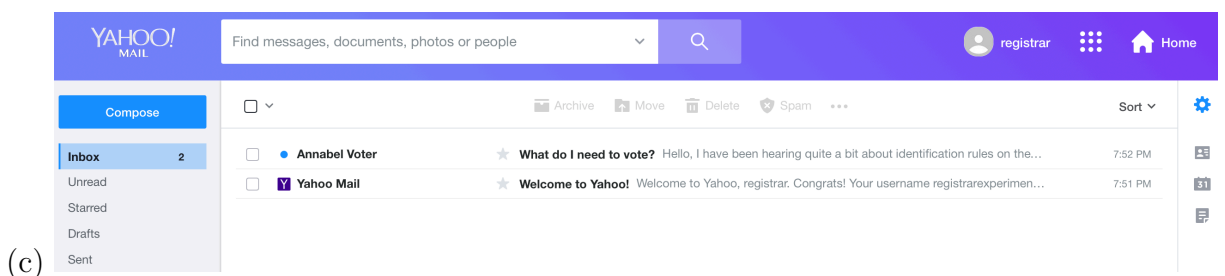 YAHOO!
MAIL
Find messages, documents, photos or people
registrar
Home
Compose
Archive Move Delete Spam
Sort
Inbox 2
Annabel Voter What do I need to vote? Hello, I have been hearing quite a bit about identification rules on the... 7:52 PM
Unread
Y Yahoo Mail Welcome to Yahoo! Welcome to Yahoo, registrar. Congrats! Your username registrarexperimen... 7:51 PM
31
Starred
Drafts
(c) Sent